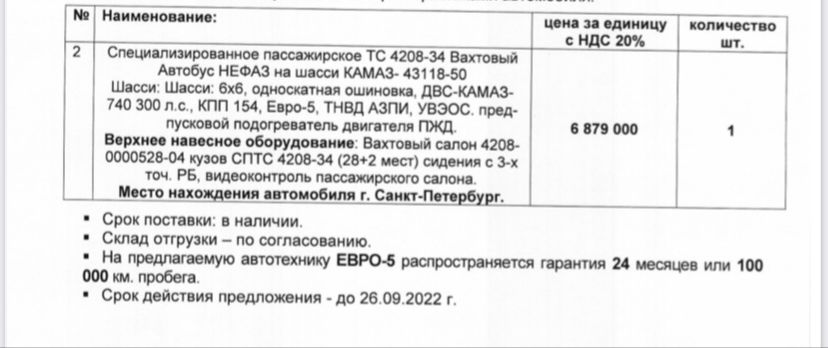 № Наименование: цена за единицу с НДС 20% количество шт.
2 Специализированное пассажирское ТС 4208-34 Вахтовый
Автобус НЕФАЗ на шасси КАМАЗ- 43118-50
Шасси: Шасси: 6х6, односкатная ошиновка, ДВС-КАМАЗ-
740 300 л.с., КПП 154, Евро-5, ТНВД АЗПИ, УВЭОС. пред-
пусковой подогреватель двигателя ПЖД. 6 879 000 1
Верхнее навесное оборудование: Вахтовый салон 4208-
0000528-04 кузов СПТС 4208-34 (28+2 мест) сидения с 3-х
точ. РБ, видеоконтроль пассажирского салона.
Место нахождения автомобиля г. Санкт-Петербург.
▪ Срок поставки: в наличии.
▪ Склад отгрузки – по согласованию.
▪ На предлагаемую автотехнику ЕВРО-5 распространяется гарантия 24 месяцев или 100
000 км. пробега.
▪ Срок действия предложения - до 26.09.2022 г.